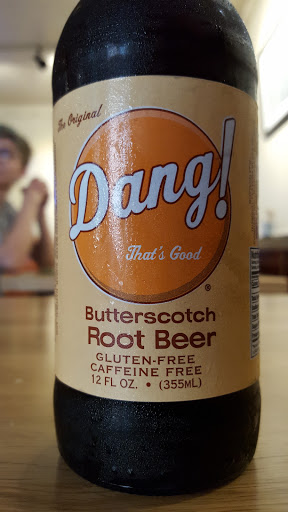 The Original
Dang!
That's Good
®
Butterscotch
Root Beer
GLUTEN-FREE
CAFFEINE FREE
12 FL OZ. • (355ML)